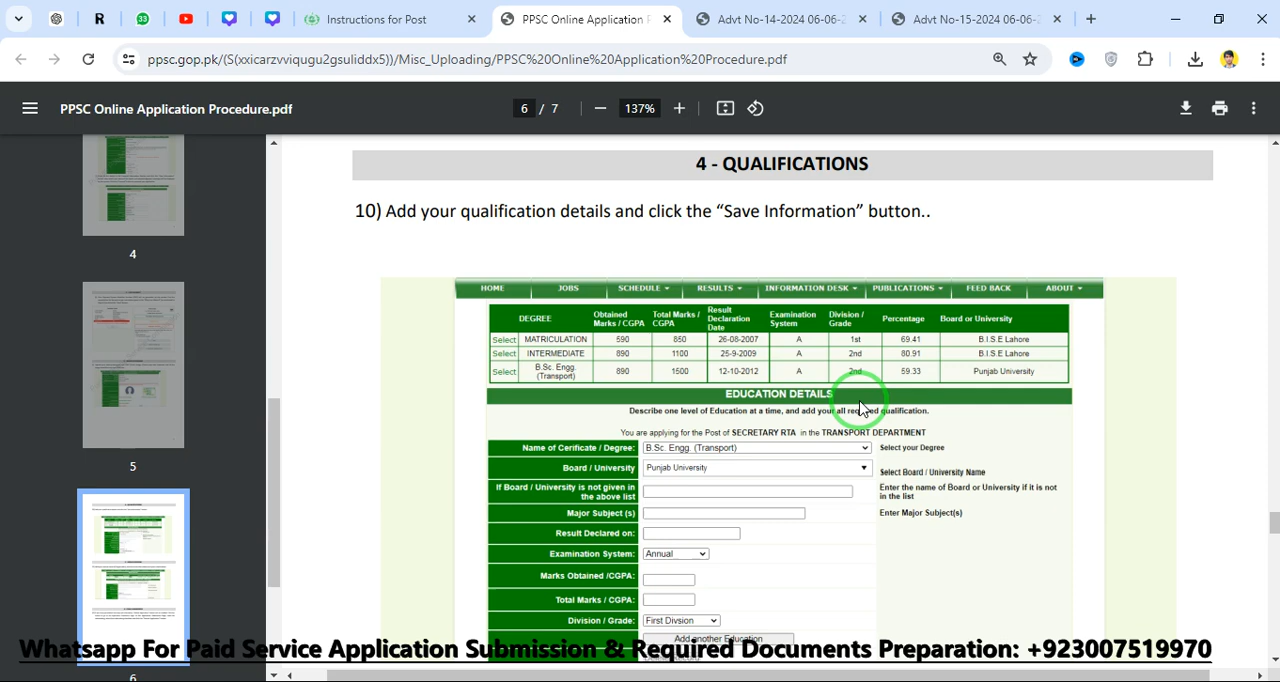 33
Instructions for Post
PPSC Online Application P
Advt No-14-2024 06-06-2
Advt No-15-2024 06-06-2
ppsc.gop.pk/(S(xxicarzvviqugu2gsuliddx5))/Misc_Uploading/PPSC%20Online%20Application%20Procedure.pdf
PPSC Online Application Procedure.pdf
6 / 7
137%
4
5
6
4 - QUALIFICATIONS
10) Add your qualification details and click the “Save Information” button..
HOME JOBS SCHEDULE RESULTS INFORMATION DESK PUBLICATIONS FEED BACK ABOUT
DEGREE Obtained Marks / CGPA Total Marks / CGPA Result Declaration Date Examination System Division / Grade Percentage Board or University
Select MATRICULATION 590 850 26-08-2007 A 1st 69.41 B.I.S.E Lahore
Select INTERMEDIATE 890 1100 25-9-2009 A 2nd 80.91 B.I.S.E Lahore
Select B.Sc. Engg. (Transport) 890 1500 12-10-2012 A 2nd 59.33 Punjab University
EDUCATION DETAILS
Describe one level of Education at a time, and add your all required qualification.
You are applying for the Post of SECRETARY RTA in the TRANSPORT DEPARTMENT
Name of Cerificate / Degree: B.Sc. Engg. (Transport) Select your Degree
Board / University Punjab University Select Board / University Name
If Board / University is not given in the above list Enter the name of Board or University if it is not in the list
Major Subject (s) Enter Major Subject(s)
Result Declared on:
Examination System: Annual
Marks Obtained /CGPA:
Total Marks / CGPA:
Division / Grade: First Divsion
Add another Education
Whatsapp For Paid Service Application Submission & Required Documents Preparation: +923007519970